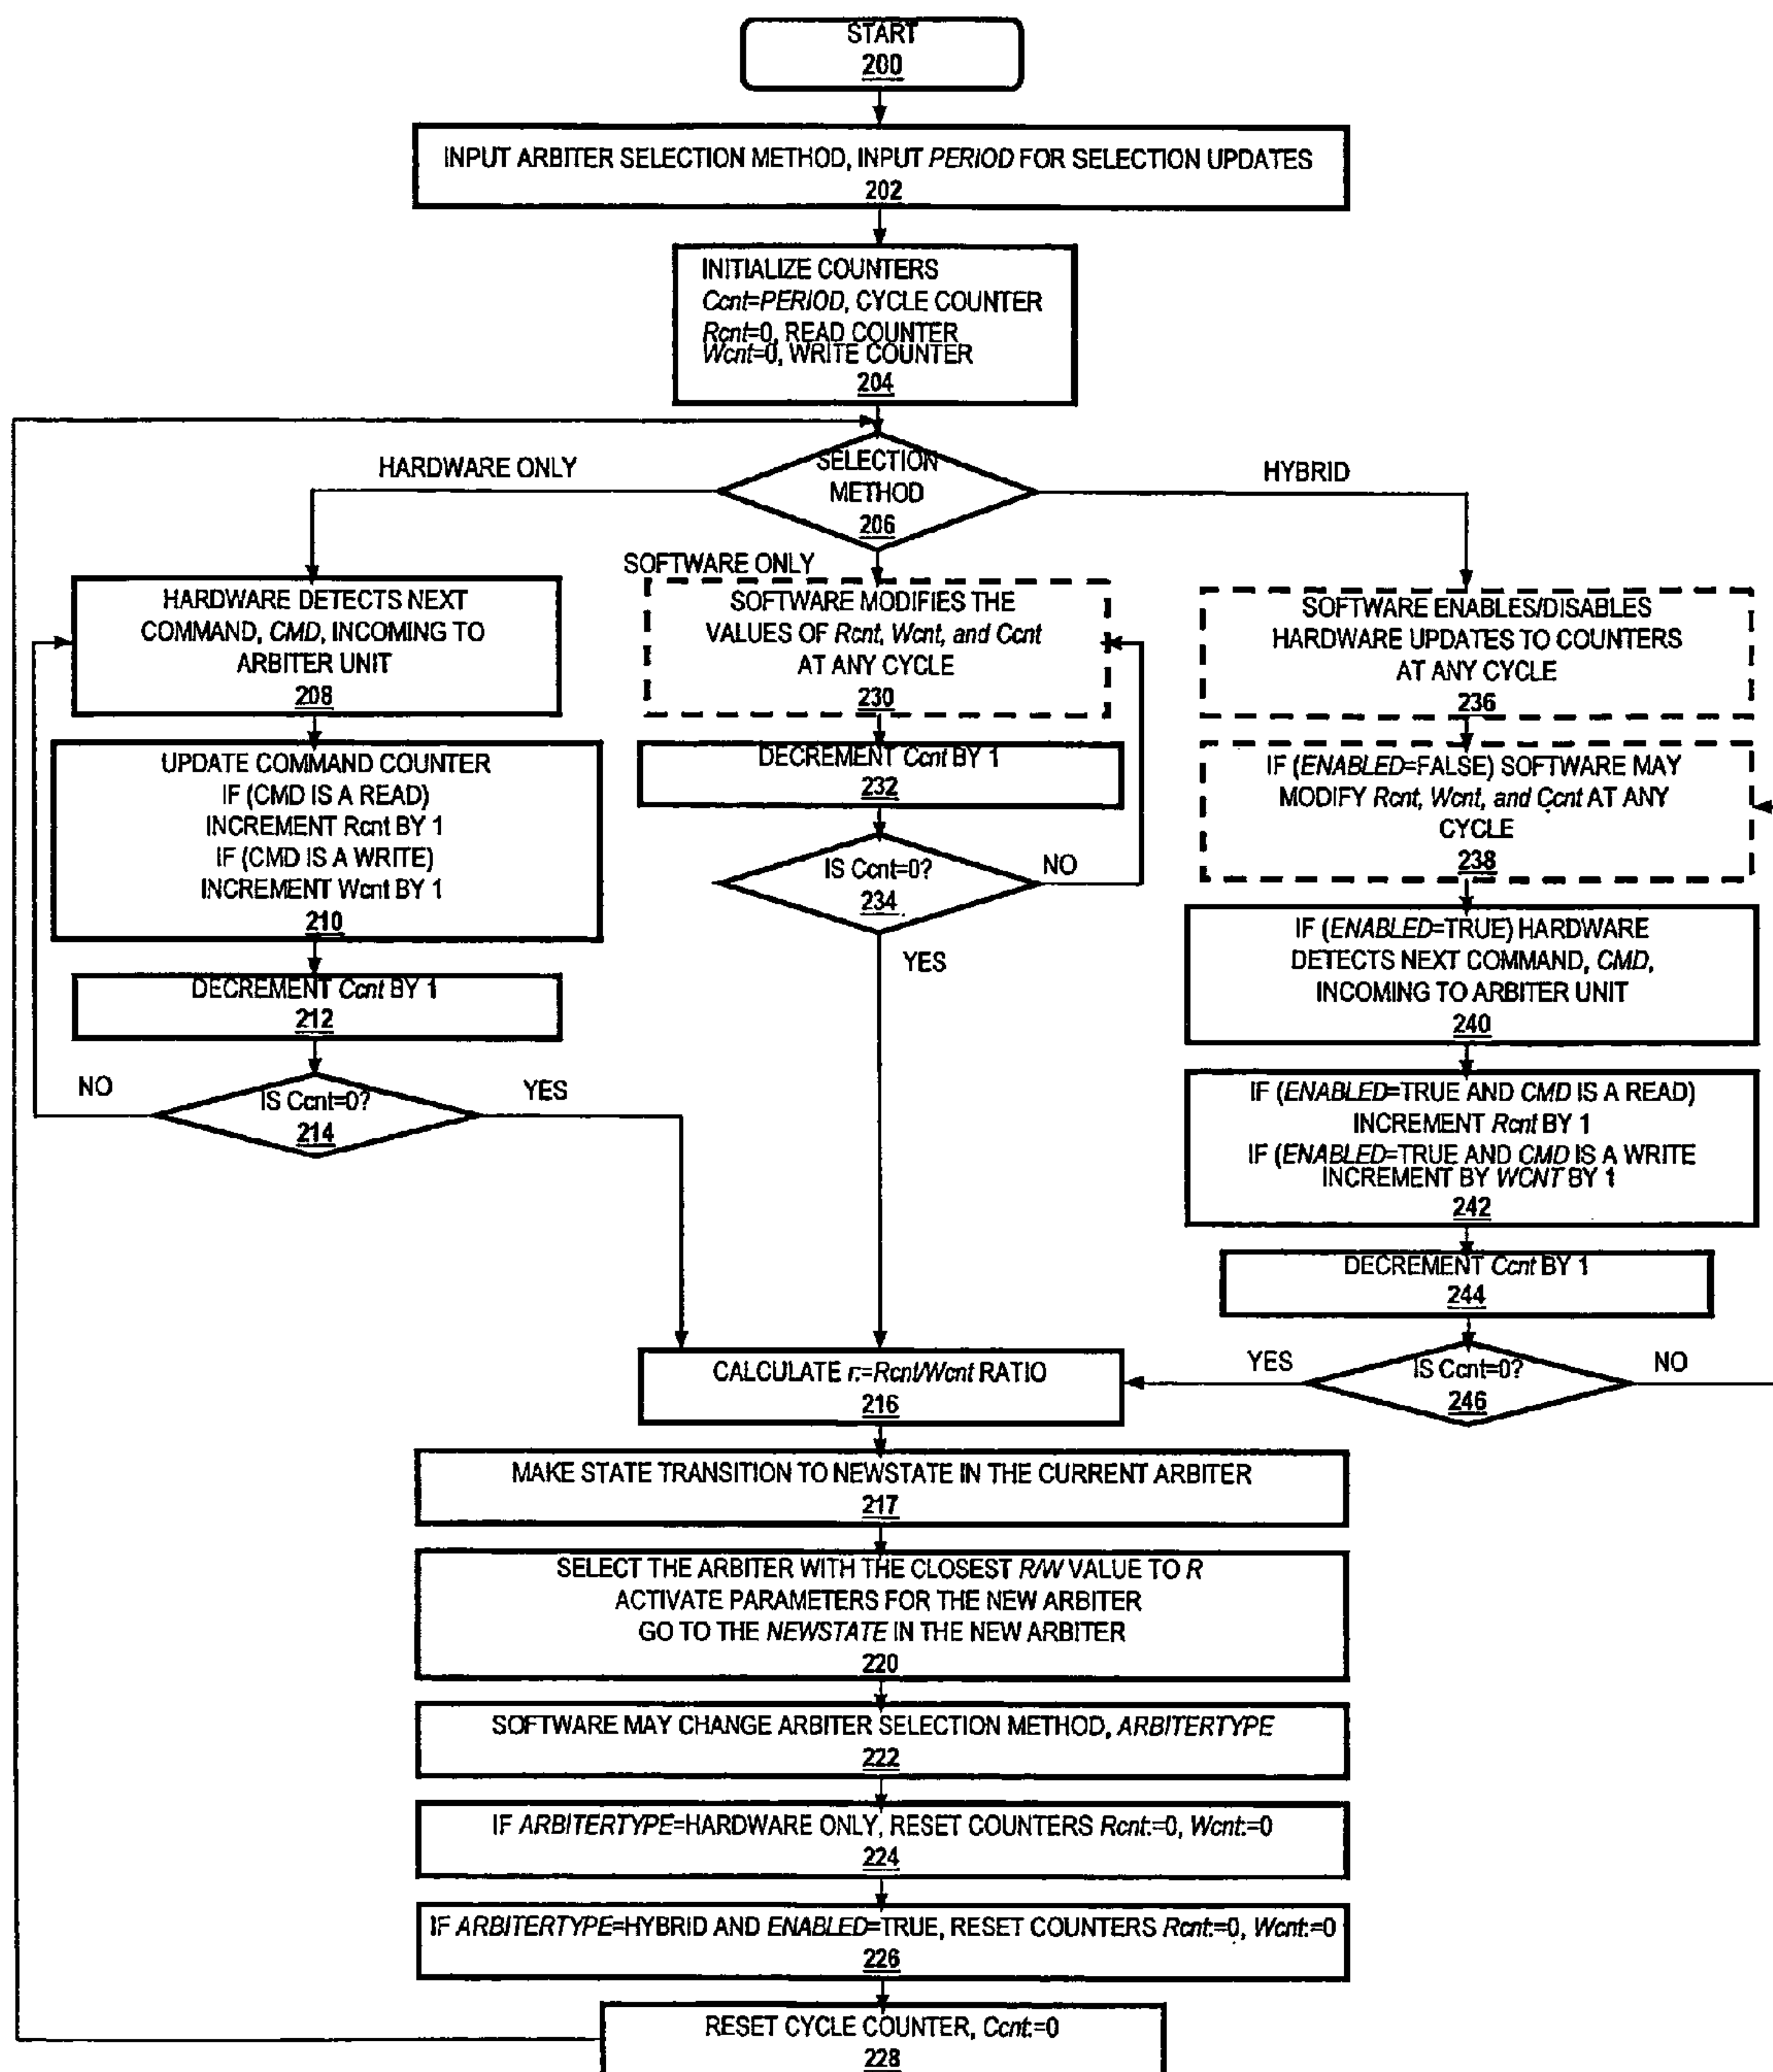 START
200
INPUT ARBITER SELECTION METHOD, INPUT PERIOD FOR SELECTION UPDATES
202
INITIALIZE COUNTERS
Ccnt=PERIOD, CYCLE COUNTER
Rcnt=0, READ COUNTER
Wcnt=0, WRITE COUNTER
204
SELECTION
METHOD
206
HARDWARE ONLY
SOFTWARE ONLY
HYBRID
HARDWARE DETECTS NEXT
COMMAND, CMD, INCOMING TO
ARBITER UNIT
208
UPDATE COMMAND COUNTER
IF (CMD IS A READ)
INCREMENT Rcnt BY 1
IF (CMD IS A WRITE)
INCREMENT Wcnt BY 1
210
DECREMENT Ccnt BY 1
212
IS Ccnt=0?
214
NO
YES
SOFTWARE MODIFIES THE
VALUES OF Rcnt, Wcnt, and Ccnt
AT ANY CYCLE
230
DECREMENT Ccnt BY 1
232
IS Ccnt=0?
234
NO
YES
SOFTWARE ENABLES/DISABLES
HARDWARE UPDATES TO COUNTERS
AT ANY CYCLE
236
IF (ENABLED=FALSE) SOFTWARE MAY
MODIFY Rcnt, Wcnt, and Ccnt AT ANY
CYCLE
238
IF (ENABLED=TRUE) HARDWARE
DETECTS NEXT COMMAND, CMD,
INCOMING TO ARBITER UNIT
240
IF (ENABLED=TRUE AND CMD IS A READ)
INCREMENT Rcnt BY 1
IF (ENABLED=TRUE AND CMD IS A WRITE
INCREMENT BY WCNT BY 1
242
DECREMENT Ccnt BY 1
244
IS Ccnt=0?
246
YES
NO
CALCULATE r:=Rcnt/Wcnt RATIO
216
MAKE STATE TRANSITION TO NEWSTATE IN THE CURRENT ARBITER
217
SELECT THE ARBITER WITH THE CLOSEST R/W VALUE TO R
ACTIVATE PARAMETERS FOR THE NEW ARBITER
GO TO THE NEWSTATE IN THE NEW ARBITER
220
SOFTWARE MAY CHANGE ARBITER SELECTION METHOD, ARBITERTYPE
222
IF ARBITERTYPE=HARDWARE ONLY, RESET COUNTERS Rcnt:=0, Wcnt:=0
224
IF ARBITERTYPE=HYBRID AND ENABLED=TRUE, RESET COUNTERS Rcnt:=0, Wcnt:=0
226
RESET CYCLE COUNTER, Ccnt:=0
228